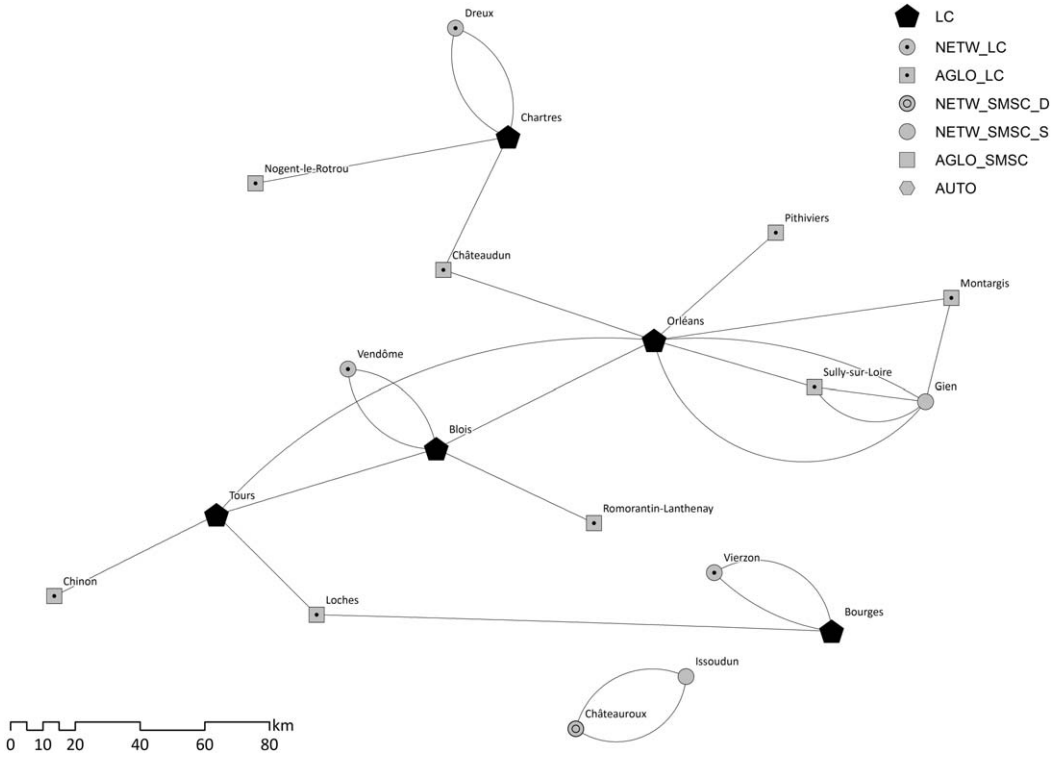 Dreux
LC
NETW_LC
AGLO_LC
NETW_SMSC_D
NETW_SMSC_S
AGLO_SMSC
AUTO
Chartres
Nogent-le-Rotrou
Pithiviers
Châteaudun
Montargis
Orléans
Vendôme
Sully-sur-Loire
Gien
Blois
Tours
Romorantin-Lanthenay
Vierzon
Chinon
Loches
Bourges
Issoudun
Châteauroux
km
0 10 20 40 60 80